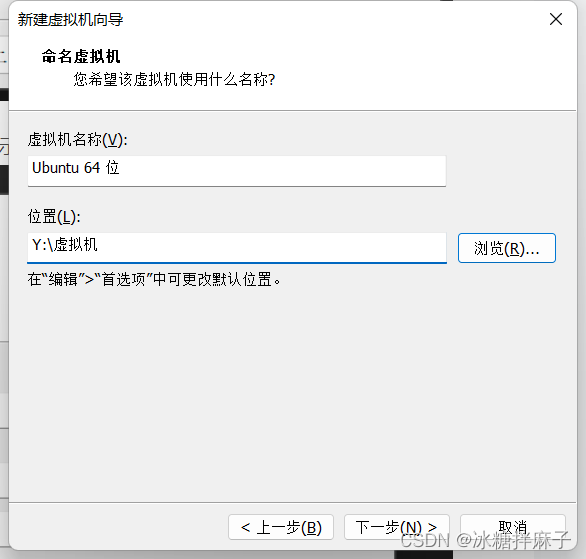 新建虚拟机向导
命名虚拟机
您希望该虚拟机使用什么名称?
虚拟机名称(V):
Ubuntu 64 位
位置(L):
Y:\虚拟机
浏览(R)...
在“编辑”>“首选项”中可更改默认位置。
< 上一步(B)
下一步(N) >
取消
CSDN @冰糖拌麻子